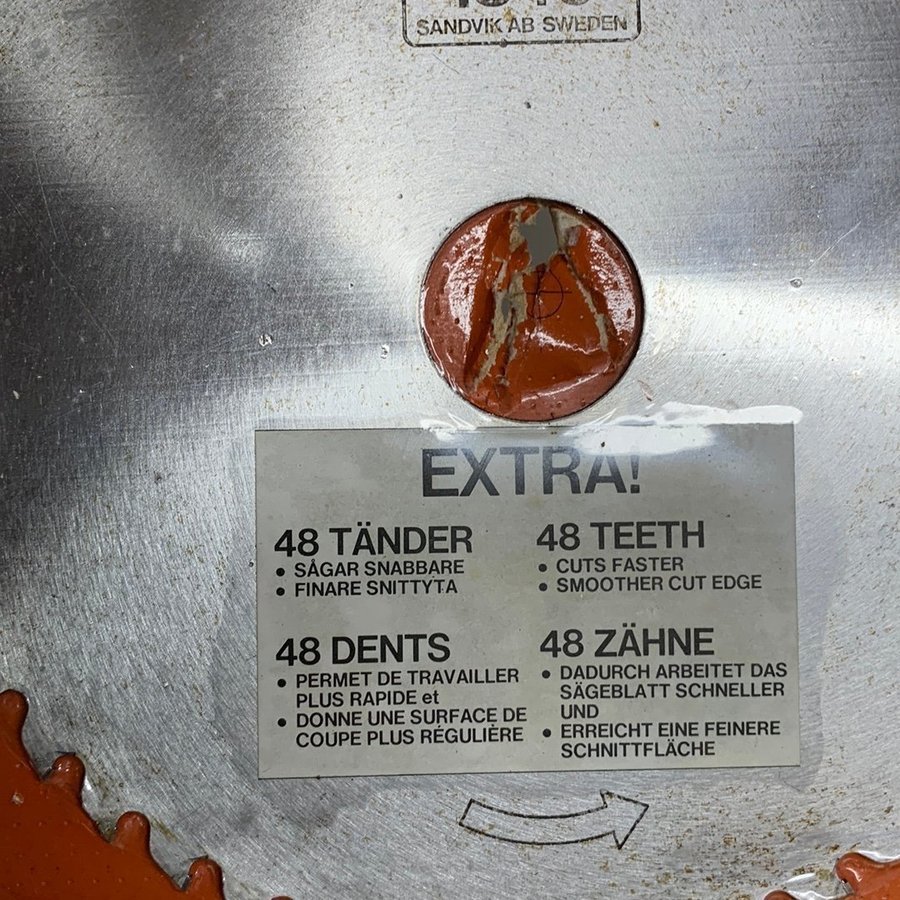 SANDVIK AB SWEDEN
EXTRA!
48 TÄNDER
• SÅGAR SNABBARE
• FINARE SNITTYTA
48 TEETH
• CUTS FASTER
• SMOOTHER CUT EDGE
48 DENTS
• PERMET DE TRAVAILLER
PLUS RAPIDE et
• DONNE UNE SURFACE DE
COUPE PLUS RÉGULIÈRE
48 ZÄHNE
• DADURCH ARBEITET DAS
SÄGEBLATT SCHNELLER
UND
• ERREICHT EINE FEINERE
SCHNITTFLÄCHE